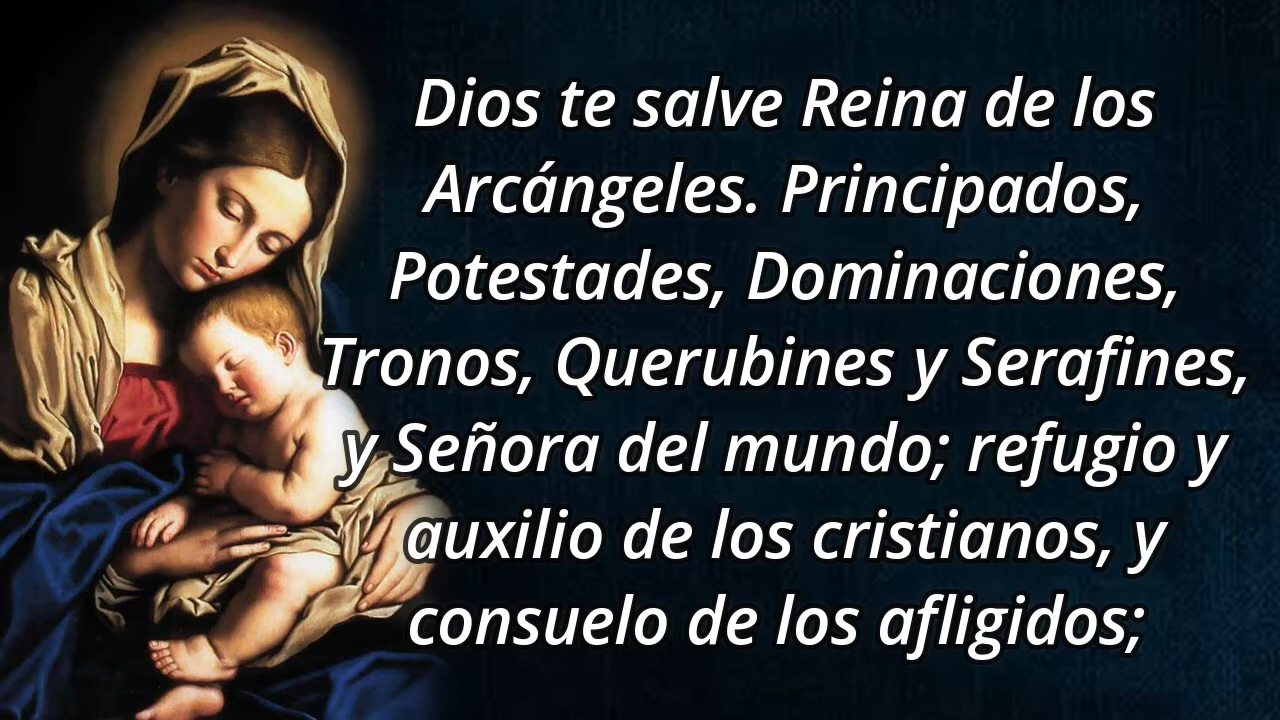 Dios te salve Reina de los
Arcángeles. Principados,
Potestades, Dominaciones,
Tronos, Querubines y Serafines,
y Señora del mundo; refugio y
auxilio de los cristianos, y
consuelo de los afligidos;